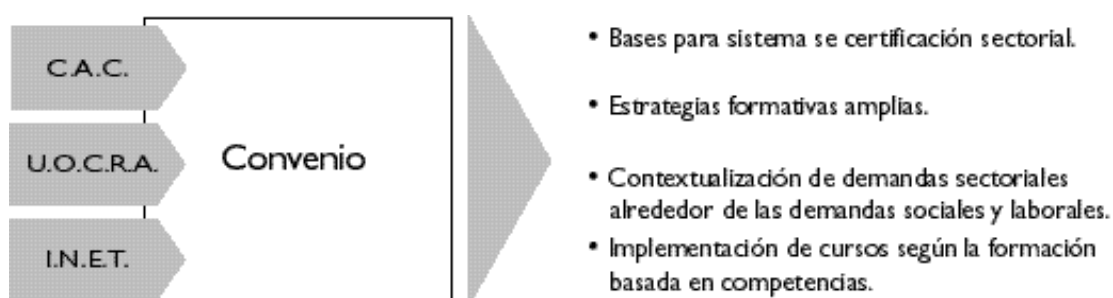 C.A.C.
U.O.C.R.A.
I.N.E.T.
Convenio
• Bases para sistema se certificación sectorial.
• Estrategias formativas amplias.
• Contextualización de demandas sectoriales
alrededor de las demandas sociales y laborales.
• Implementación de cursos según la formación
basada en competencias.